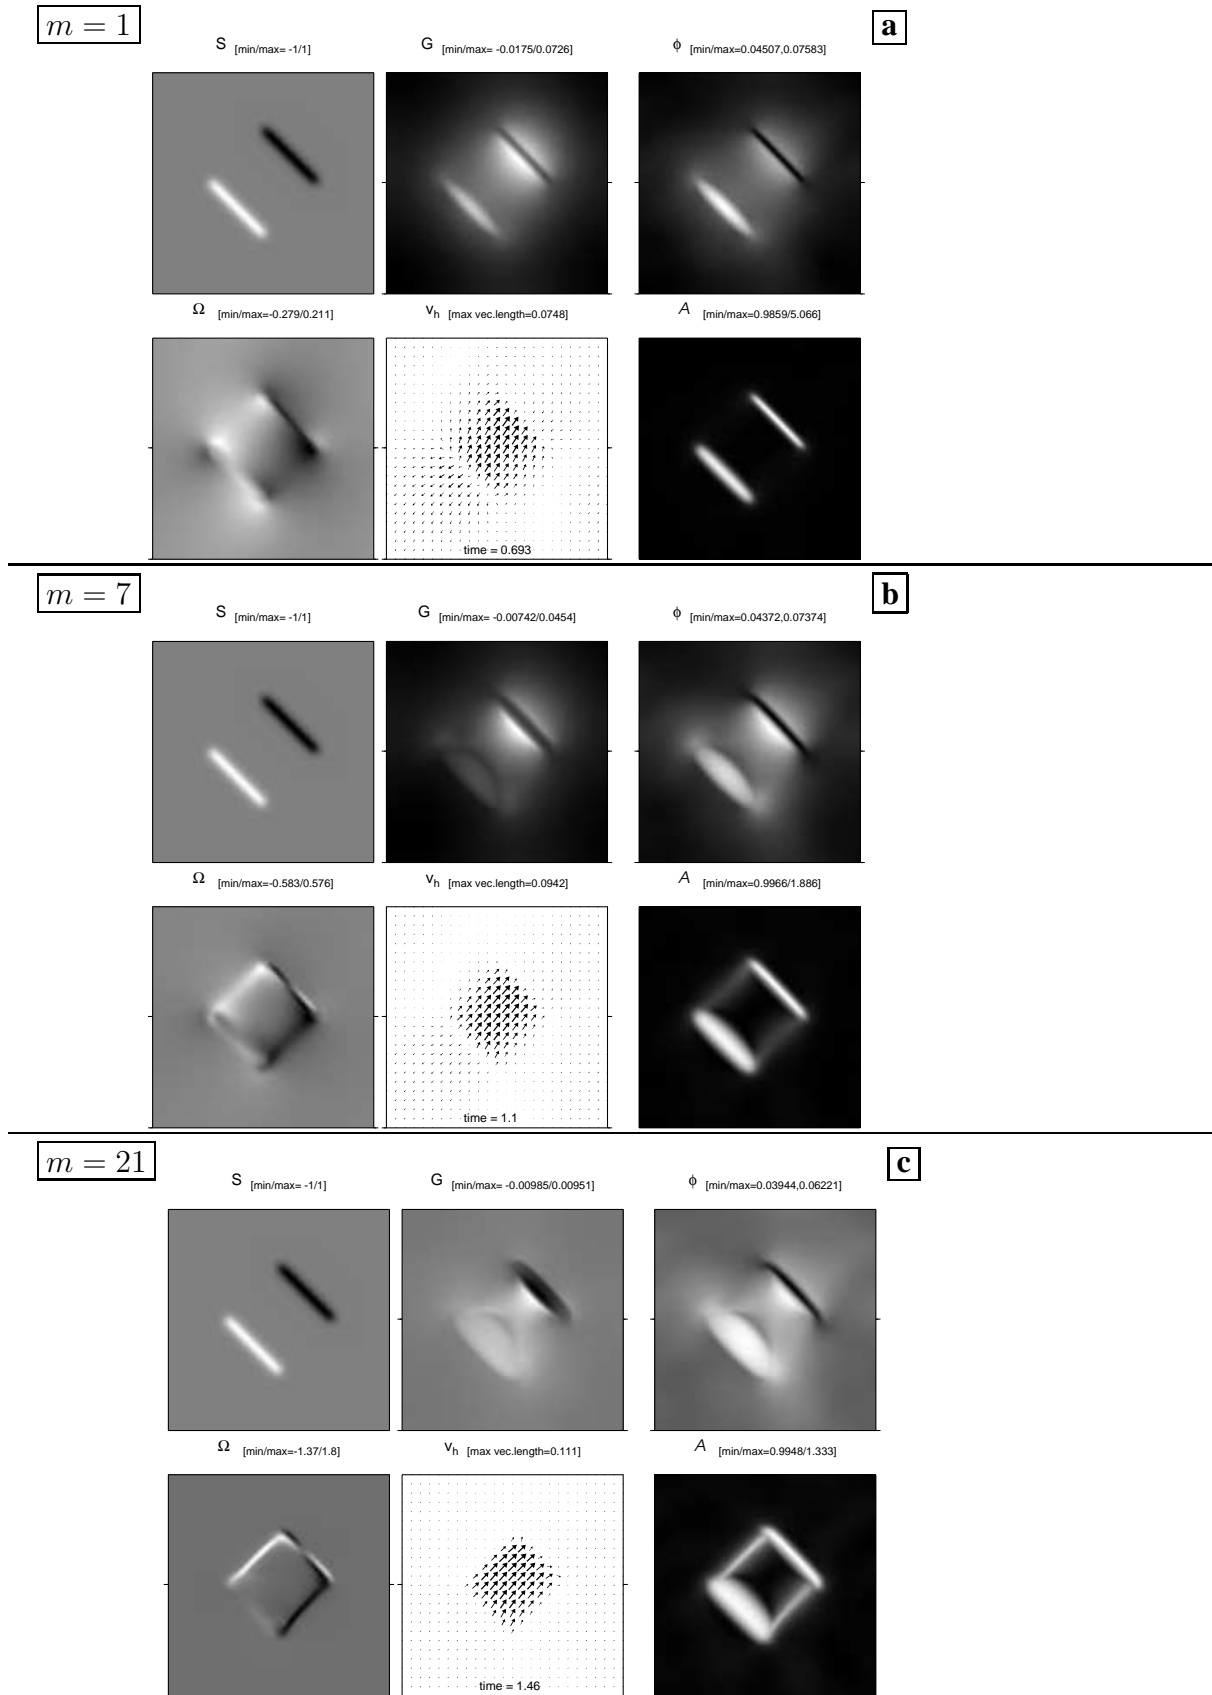 m = 1
a
S [min/max= -1/1]
G [min/max= -0.0175/0.0726]
ϕ [min/max=0.04507,0.07583]
Ω [min/max=-0.279/0.211]
v_h [max vec.length=0.0748]
A [min/max=0.9859/5.066]
time = 0.693
m = 7
b
S [min/max= -1/1]
G [min/max= -0.00742/0.0454]
ϕ [min/max=0.04372,0.07374]
Ω [min/max=-0.583/0.576]
v_h [max vec.length=0.0942]
A [min/max=0.9966/1.886]
time = 1.1
m = 21
c
S [min/max= -1/1]
G [min/max= -0.00985/0.00951]
ϕ [min/max=0.03944,0.06221]
Ω [min/max=-1.37/1.8]
v_h [max vec.length=0.111]
A [min/max=0.9948/1.333]
time = 1.46